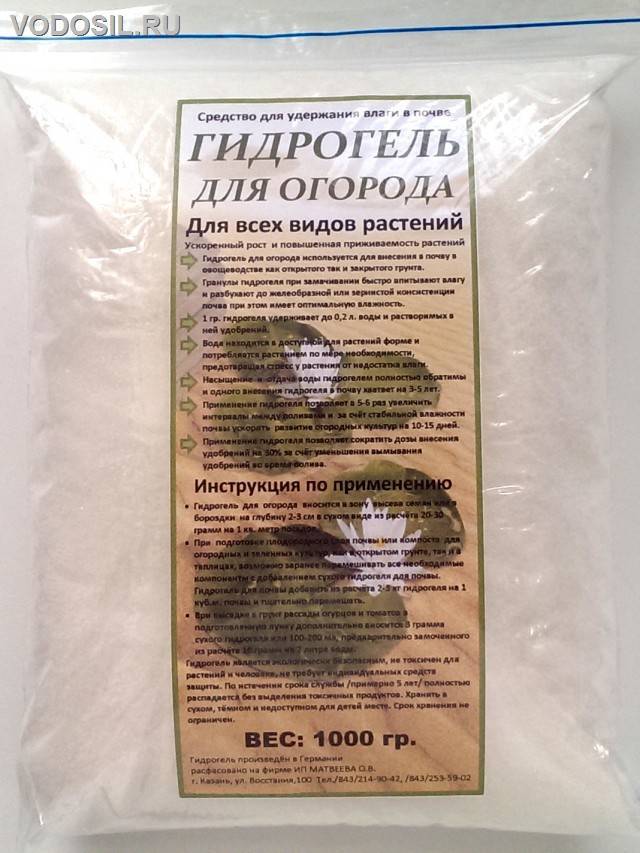 VODOSIL.RU
Средство для удержания влаги в почве
ГИДРОГЕЛЬ
ДЛЯ ОГОРОДА
Для всех видов растений
Ускоренный рост и повышенная приживаемость растений
Гидрогель для огорода используется для внесения в почву в
овощеводстве как открытого так и закрытого грунта.
Гранулы гидрогеля при замачивании быстро впитывают влагу
и разбухают до желеобразной или зернистой консистенции
почва при этом имеет оптимальную влажность.
1 гр. гидрогеля удерживает до 0,2 л. воды и растворимых в
ней удобрений.
Вода находится в доступной для растений форме и
потребляется растением по мере необходимости,
предотвращая стресс у растения от недостатка влаги.
Насыщение и отдача воды гидрогелем полностью обратимы
и одного внесения гидрогеля в почву хватает на 3-5 лет.
Применение гидрогеля позволяет в 5-6 раз увеличить
интервалы между поливами и за счёт стабильной влажности
почвы ускорять развитие огородных культур на 10-15 дней.
Применение гидрогеля позволяет сократить дозы внесения
удобрений на 30% за счёт уменьшения вымывания
удобрений во время полива.
Инструкция по применению
Гидрогель для огорода вносится в зону высева семян или в
бороздки на глубину 2-3 см в сухом виде из расчёта 20-30
грамм на 1 кв. метр посадок.
При подготовке плодородного слоя почвы или компоста для
огородных и тепличных культур, как в открытом грунте, так и в
теплицах, возможно заранее перемешивать все необходимые
компоненты с добавлением сухого гидрогеля для почвы.
Гидрогель для почвы добавить из расчёта 2-3 кг гидрогеля на 1
куб.м. почвы и тщательно перемешать.
При высадке в грунт рассады огурцов и томатов в
подготовленную лунку дополнительно вносится 3 грамма
сухого гидрогеля или 100-200 мл, предварительно замоченного
из расчёта 10 грамм на 2 литра воды.
Гидрогель является экологически безопасным, не токсичен для
растений и человека, не требует индивидуальных средств
защиты. По истечении срока службы /примерно 5 лет/ полностью
распадается без выделения токсичных продуктов. Хранить в
сухом, тёмном и недоступном для детей месте. Срок хранения не
ограничен.
ВЕС: 1000 гр.
Гидрогель произведён в Германии
расфасовано на фирме ИП МАТВЕЕВА О.В.
г. Казань, ул. Восстания,100 Тел./843/214-90-42, /843/253-59-02